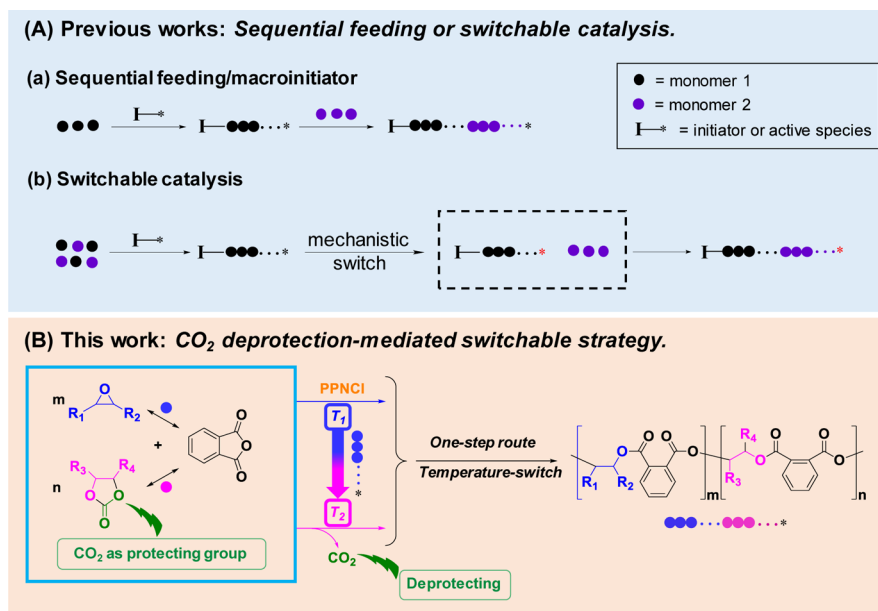 (A) Previous works: Sequential feeding or switchable catalysis.
(a) Sequential feeding/macroinitiator
= monomer 1
= monomer 2
I * = initiator or active species
I *
I ... *
I ... ... *
(b) Switchable catalysis
I *
I ... *
mechanistic
switch
I ... *
I ... ... *
(B) This work: CO2 deprotection-mediated switchable strategy.
m
O
R1 R2
+
O
O
O
n
R3 R4
O O
O
CO2 as protecting group
PPNCl
T1
*
T2
CO2
Deprotecting
One-step route
Temperature-switch
R1 R2
O O O O
m
R4
R3
O O O O
n
... ... *